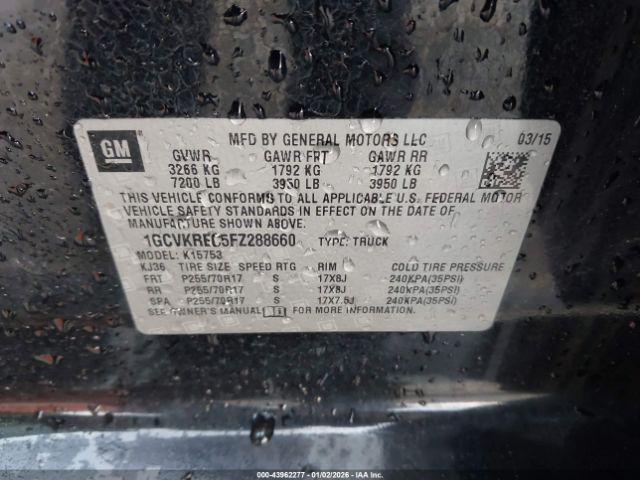 GM
MFD BY GENERAL MOTORS LLC 03/15
GVWR GAWR FRT GAWR RR
3266 KG 1792 KG 1792 KG
7200 LB 3950 LB 3950 LB
THIS VEHICLE CONFORMS TO ALL APPLICABLE U.S. FEDERAL MOTOR
VEHICLE SAFETY STANDARDS IN EFFECT ON THE DATE OF
MANUFACTURE SHOWN ABOVE.
1GCVKREC5FZ288660 TYPE: TRUCK
MODEL: K15753
KJ36 TIRE SIZE SPEED RTG RIM COLD TIRE PRESSURE
FRT P255/70R17 S 17X8J 240KPA(35PSI)
RR P255/70R17 S 17X8J 240KPA(35PSI)
SPA P255/70R17 S 17X7.5J 240KPA(35PSI)
SEE OWNER'S MANUAL FOR MORE INFORMATION.
000-43962277 - 01/02/2026 - IAA Inc.